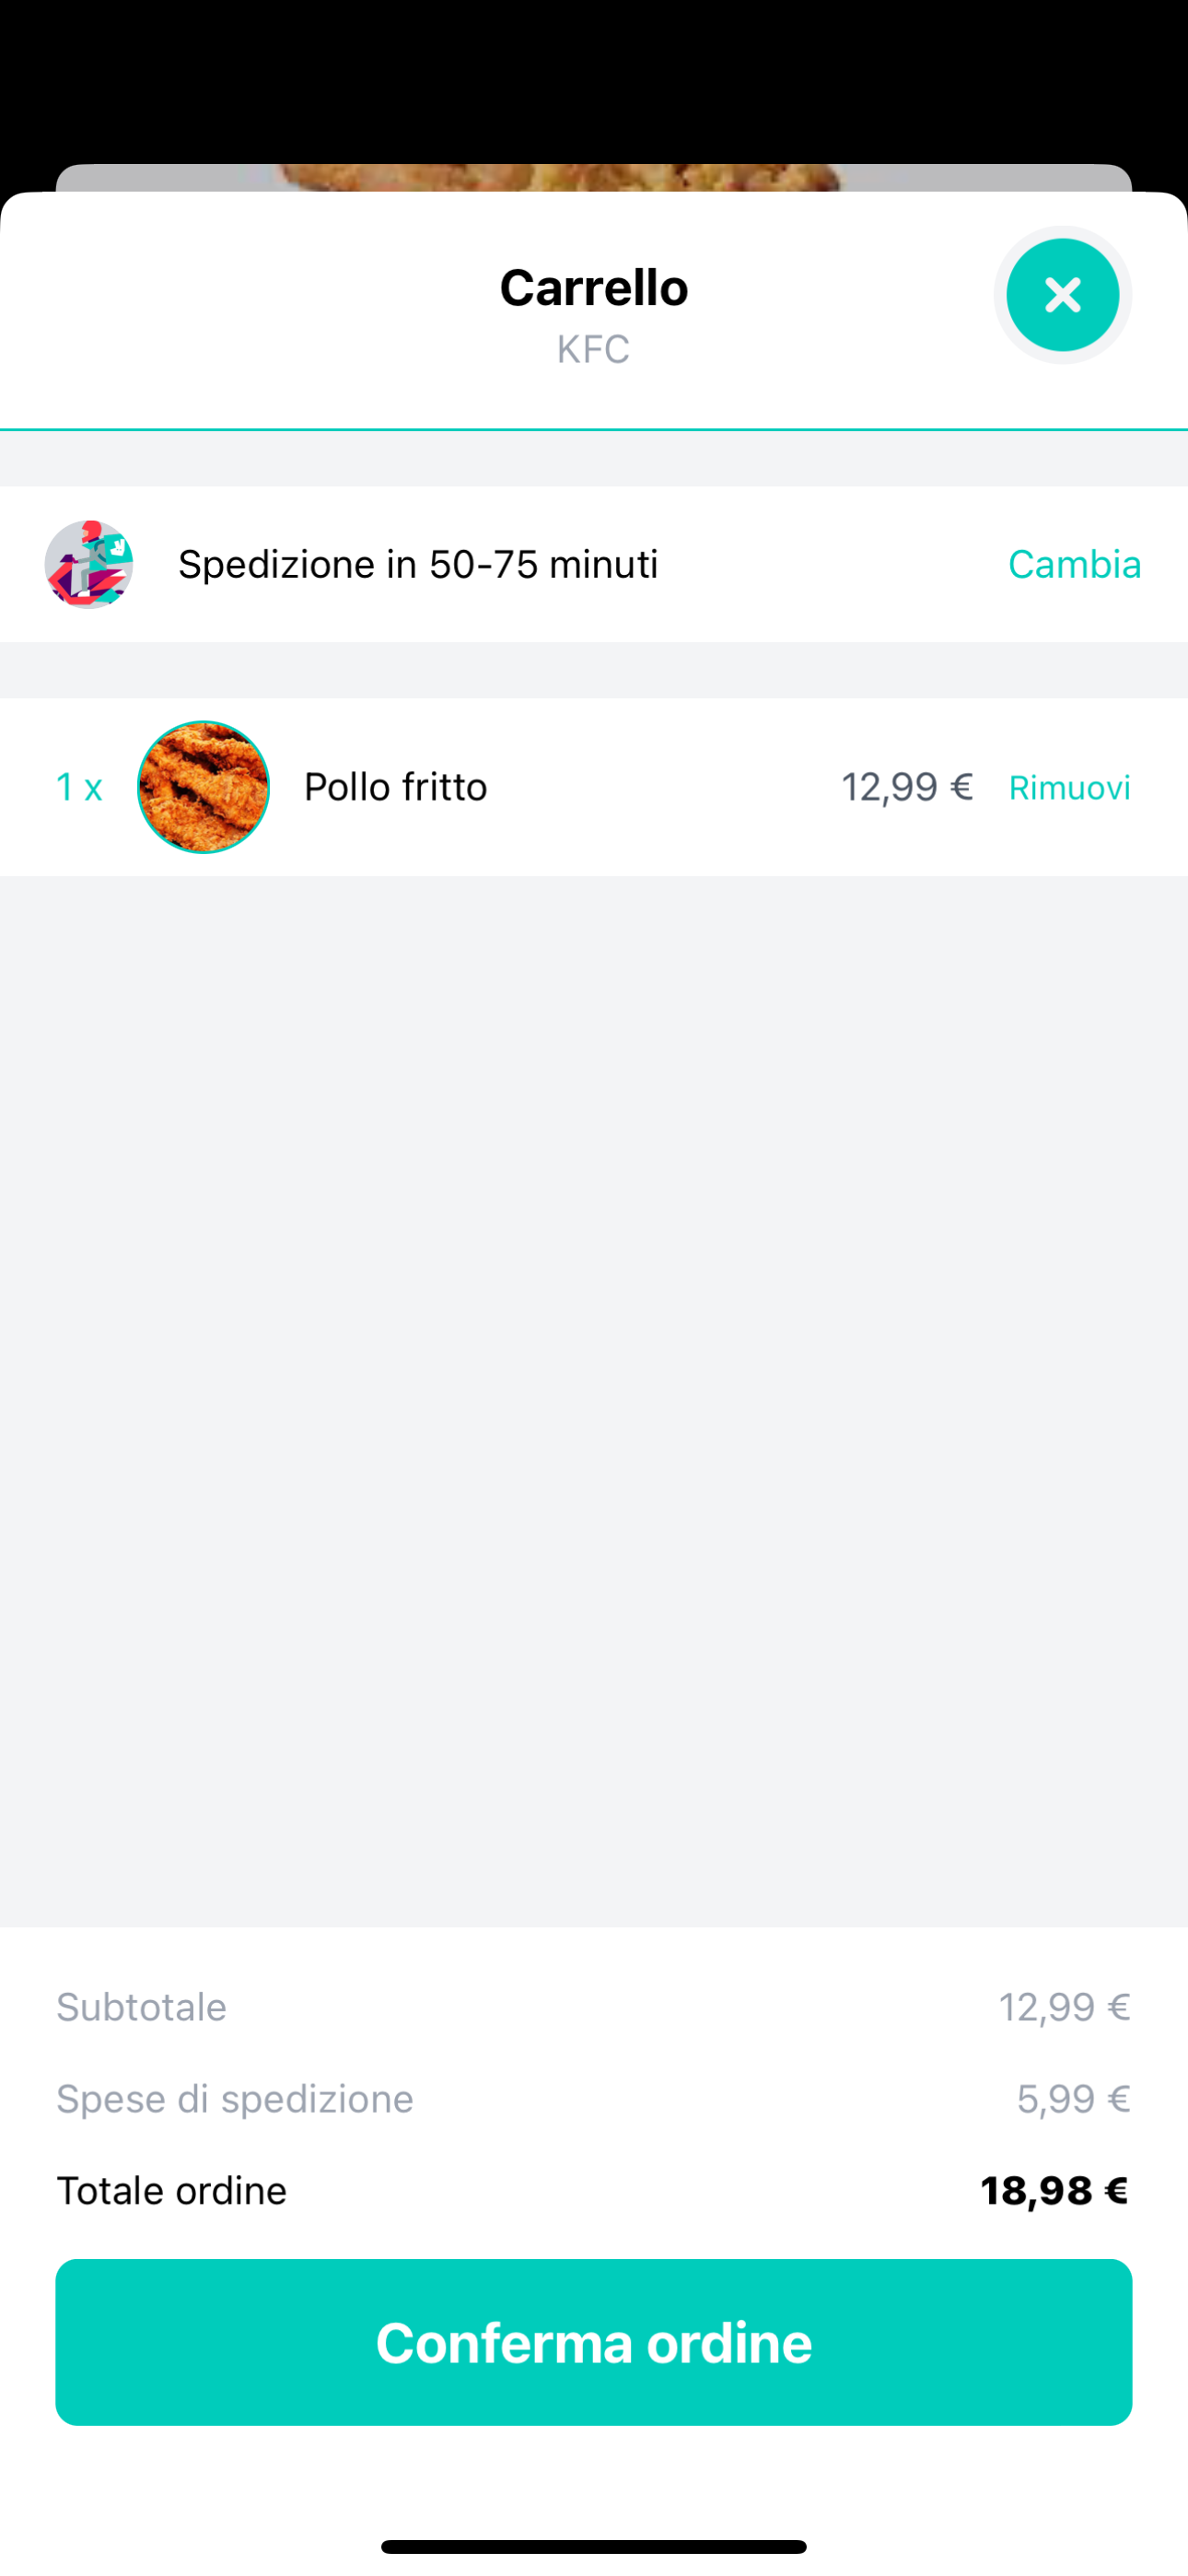 Carrello
KFC
Spedizione in 50-75 minuti Cambia
1 x Pollo fritto 12,99 € Rimuovi
Subtotale 12,99 €
Spese di spedizione 5,99 €
Totale ordine 18,98 €
Conferma ordine